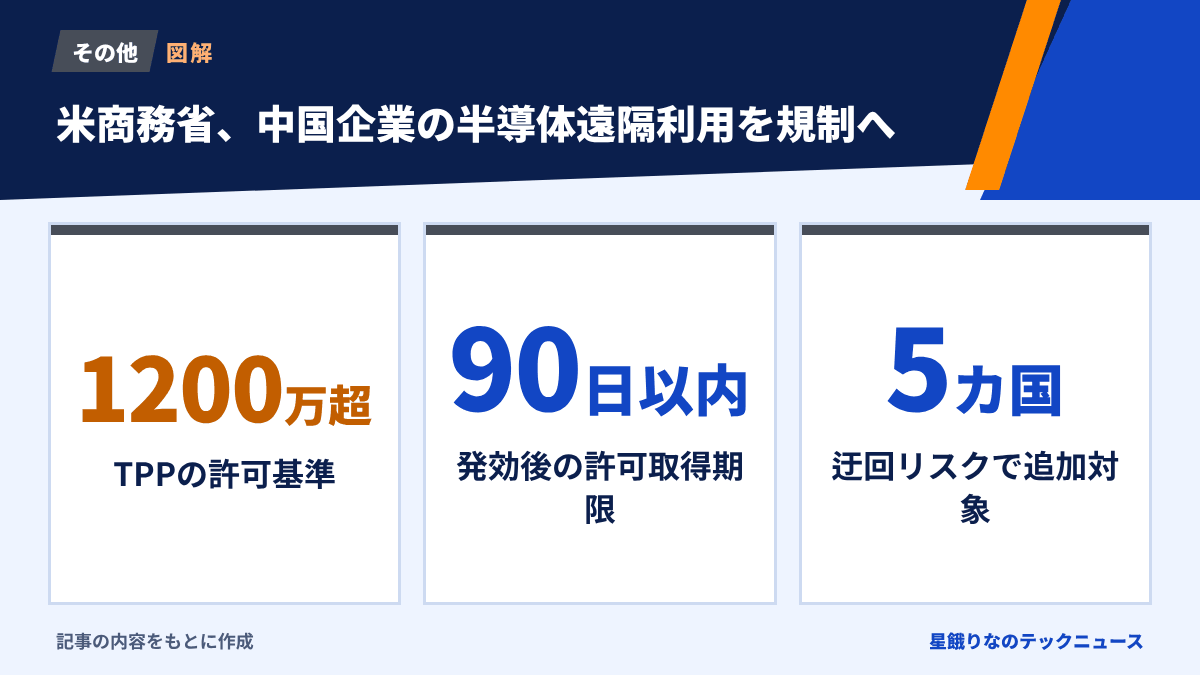 その他 図解
米商務省、中国企業の半導体遠隔利用を規制へ
1200万超
TPPの許可基準
90日以内
発効後の許可取得期
限
5カ国
迂回リスクで追加対
象
記事の内容をもとに作成
星餓りなのテックニュース